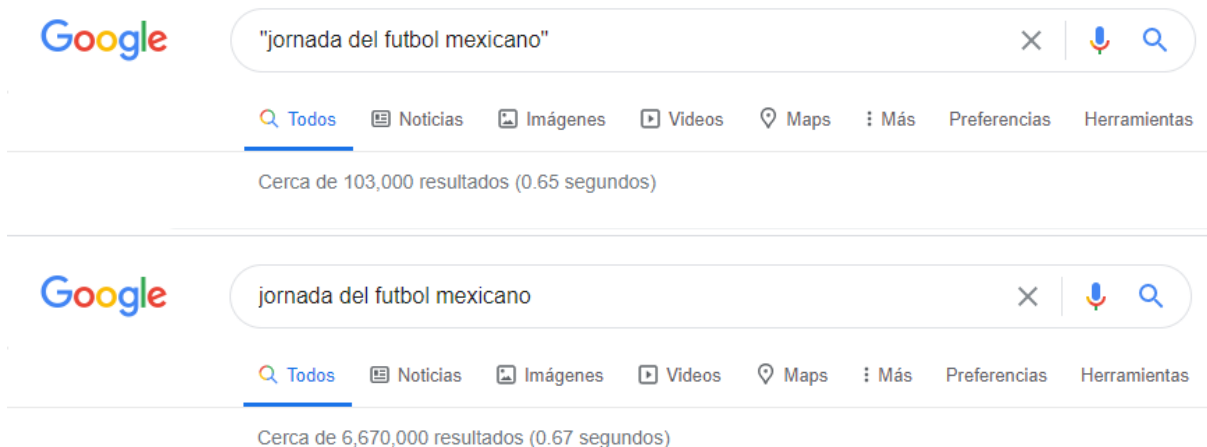 Google "jornada del futbol mexicano"
Todos Noticias Imágenes Videos Maps Más Preferencias Herramientas
Cerca de 103,000 resultados (0.65 segundos)
Google jornada del futbol mexicano
Todos Noticias Imágenes Videos Maps Más Preferencias Herramientas
Cerca de 6,670,000 resultados (0.67 segundos)